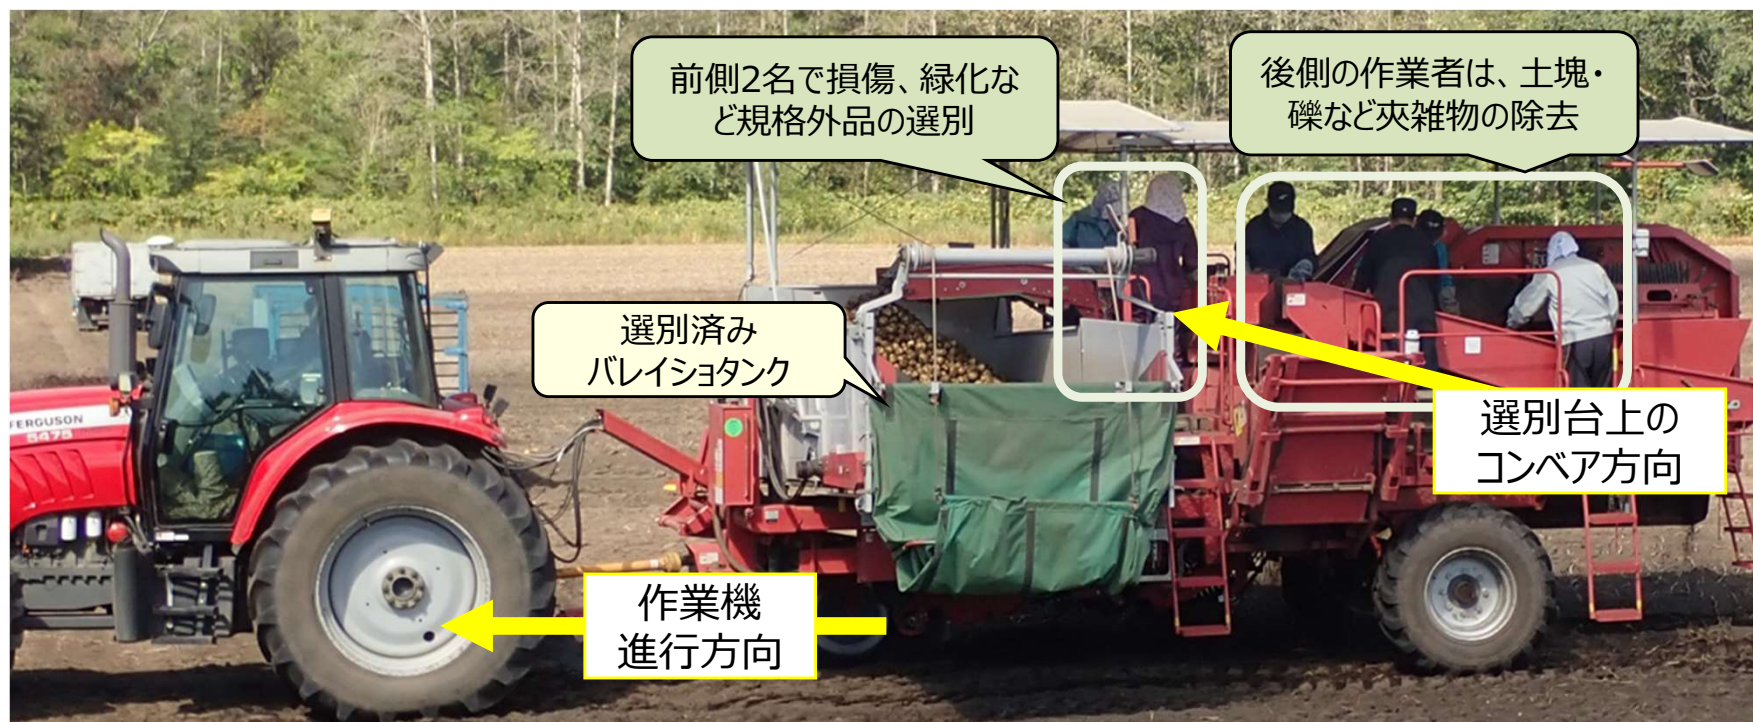 前側2名で損傷、緑化な
ど規格外品の選別
後側の作業者は、土塊・
礫など夾雑物の除去
選別済み
バレイショタンク
選別台上の
コンベア方向
作業機
進行方向
FERGUSON
5475